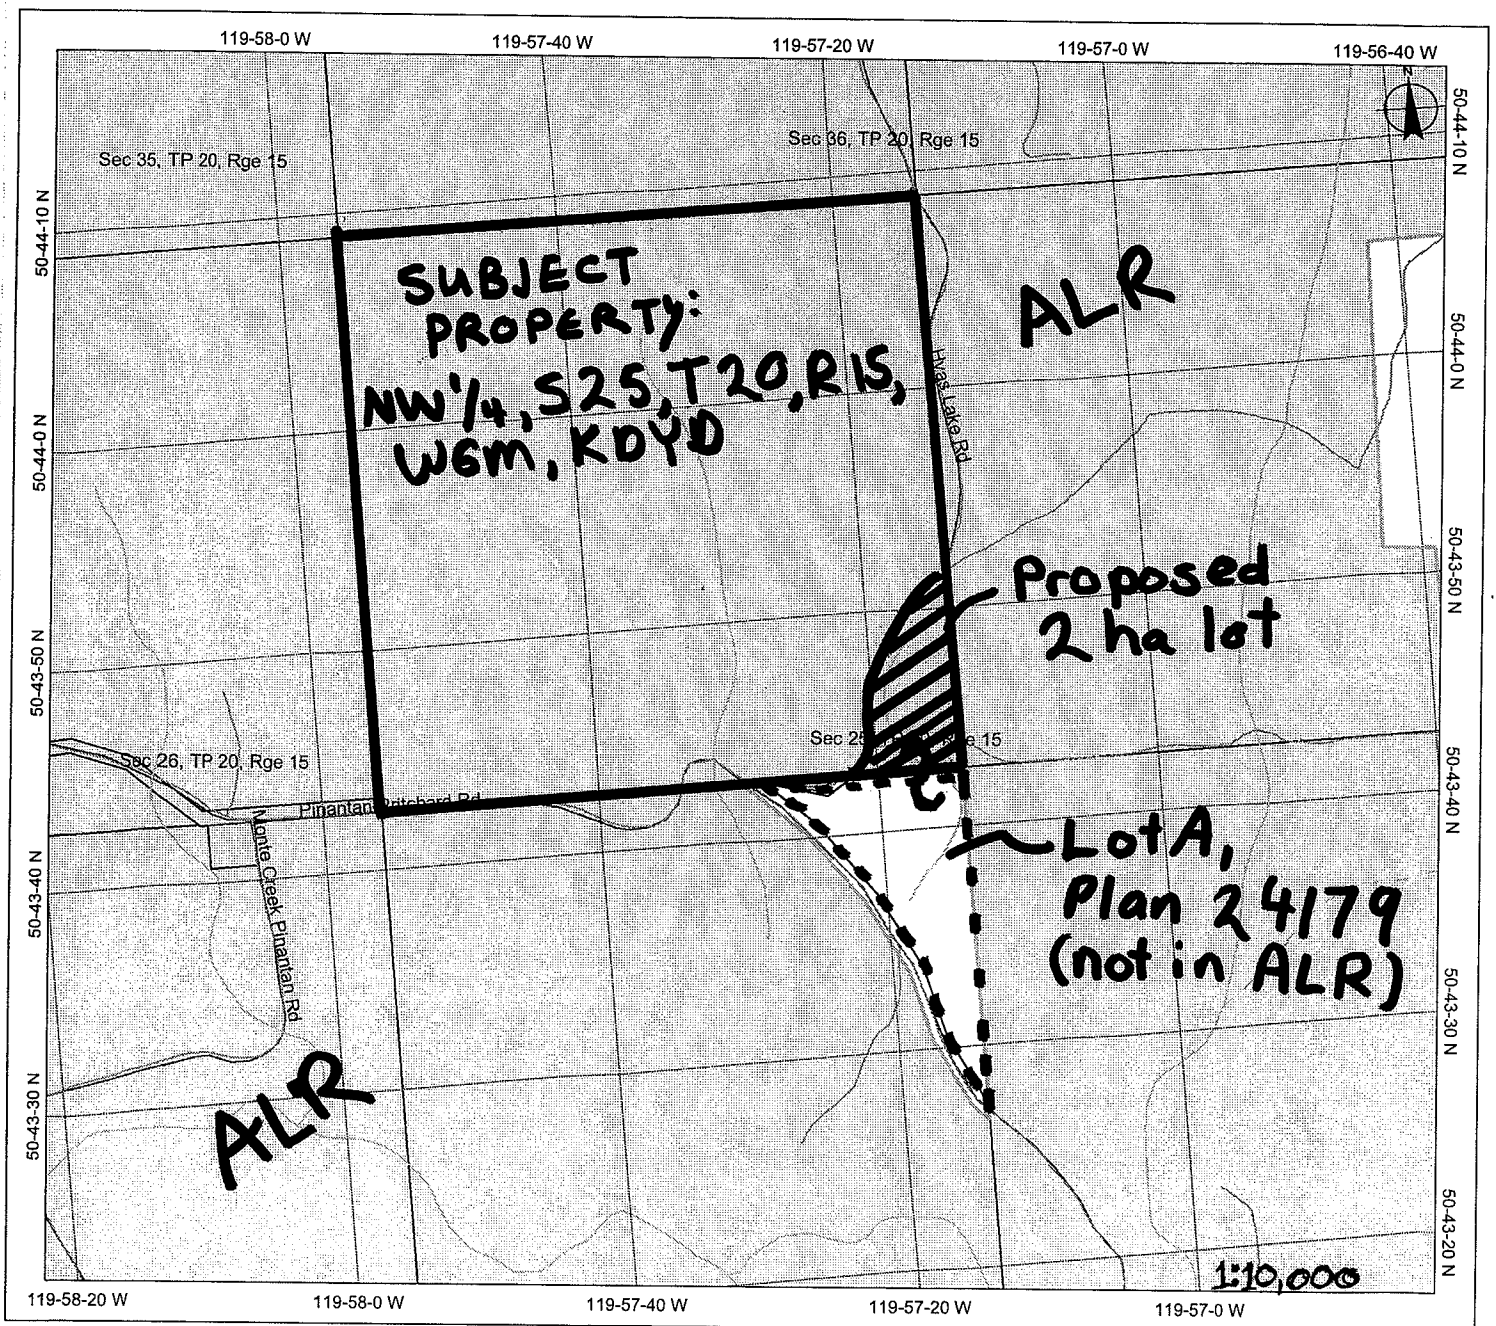 119-58-0 W 119-57-40 W 119-57-20 W 119-57-0 W 119-56-40 W
N
50-44-10 N
Sec 35, TP 20, Rge 15
Sec 36, TP 20, Rge 15
50-44-10 N
SUBJECT
PROPERTY:
NW 1/4, S25, T20, R15,
W6M, KDYD
ALR
Hyas Lake Rd
50-44-0 N
50-44-0 N
Proposed
2 ha lot
50-43-50 N
50-43-50 N
Sec 26, TP 20, Rge 15
Pinantan Pritchard Rd
Monte Creek Pinantan Rd
50-43-40 N
50-43-40 N
Lot A,
Plan 24179
(not in ALR)
50-43-30 N
50-43-30 N
ALR
50-43-20 N
1:10,000
119-58-20 W 119-58-0 W 119-57-40 W 119-57-20 W 119-57-0 W